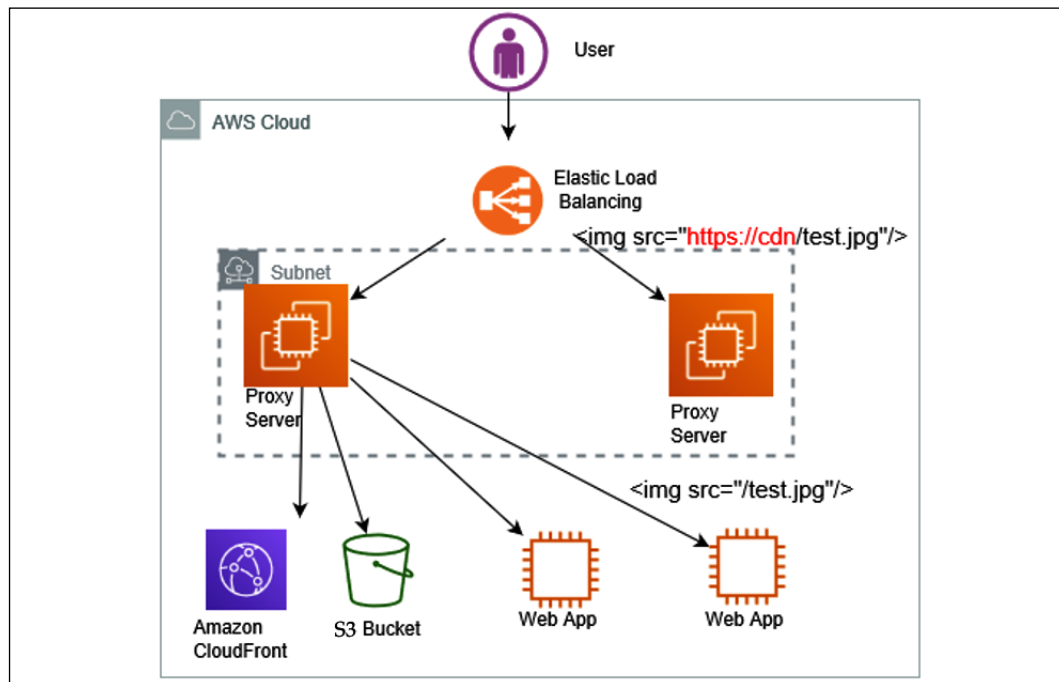 User
AWS Cloud
Elastic Load
Balancing
<img src="https://cdn/test.jpg"/>
Subnet
Proxy
Server
Proxy
Server
<img src="/test.jpg"/>
Amazon
CloudFront
S3 Bucket
Web App
Web App